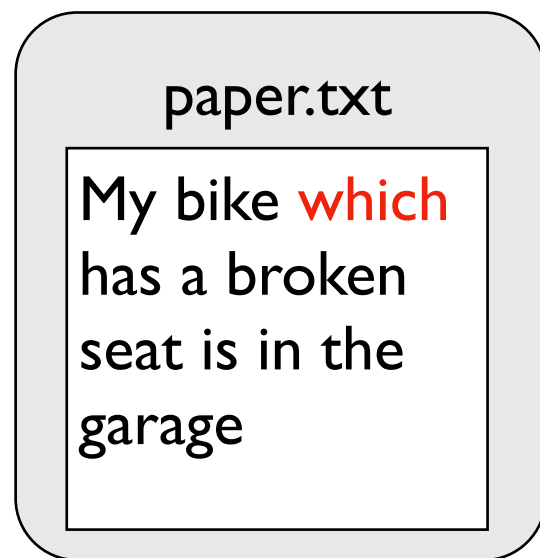 paper.txt
My bike which
has a broken
seat is in the
garage